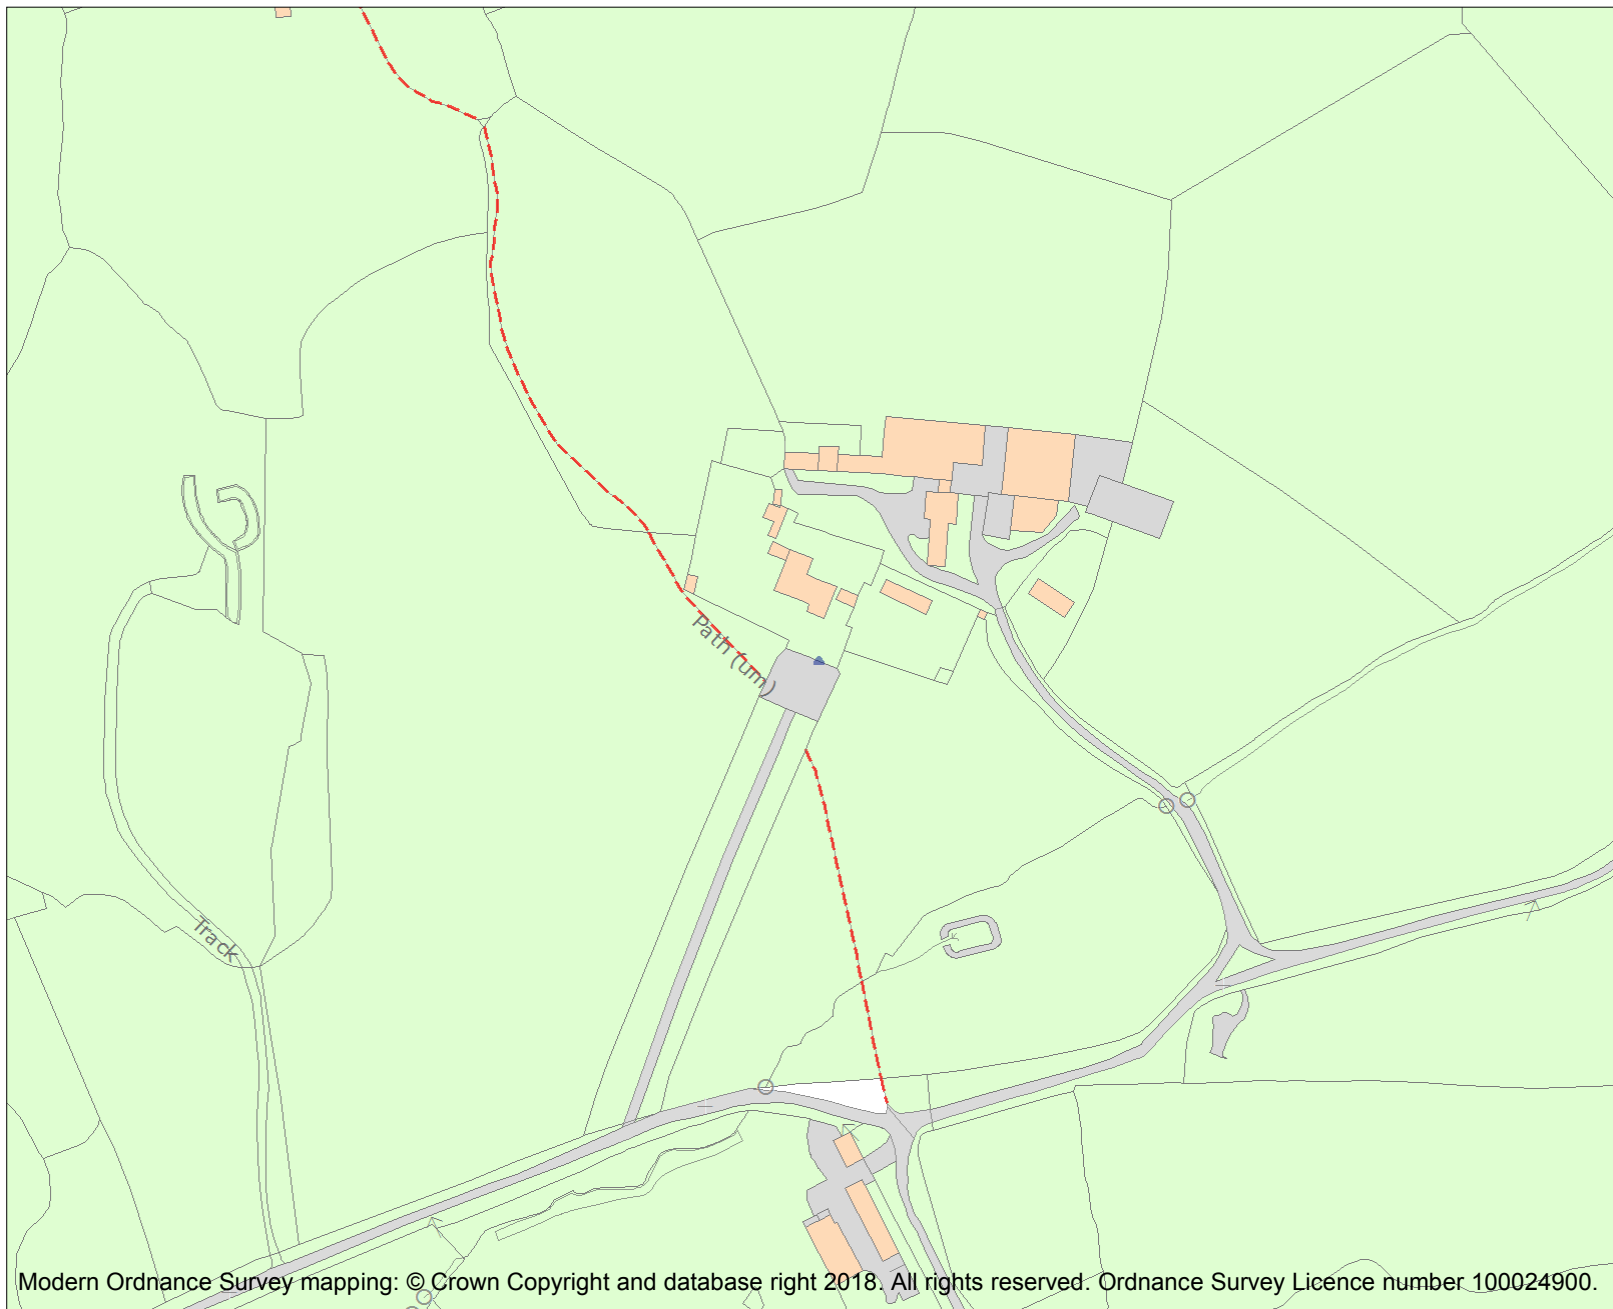 Path (um)
Track
Modern Ordnance Survey mapping: © Crown Copyright and database right 2018. All rights reserved. Ordnance Survey Licence number 100024900.